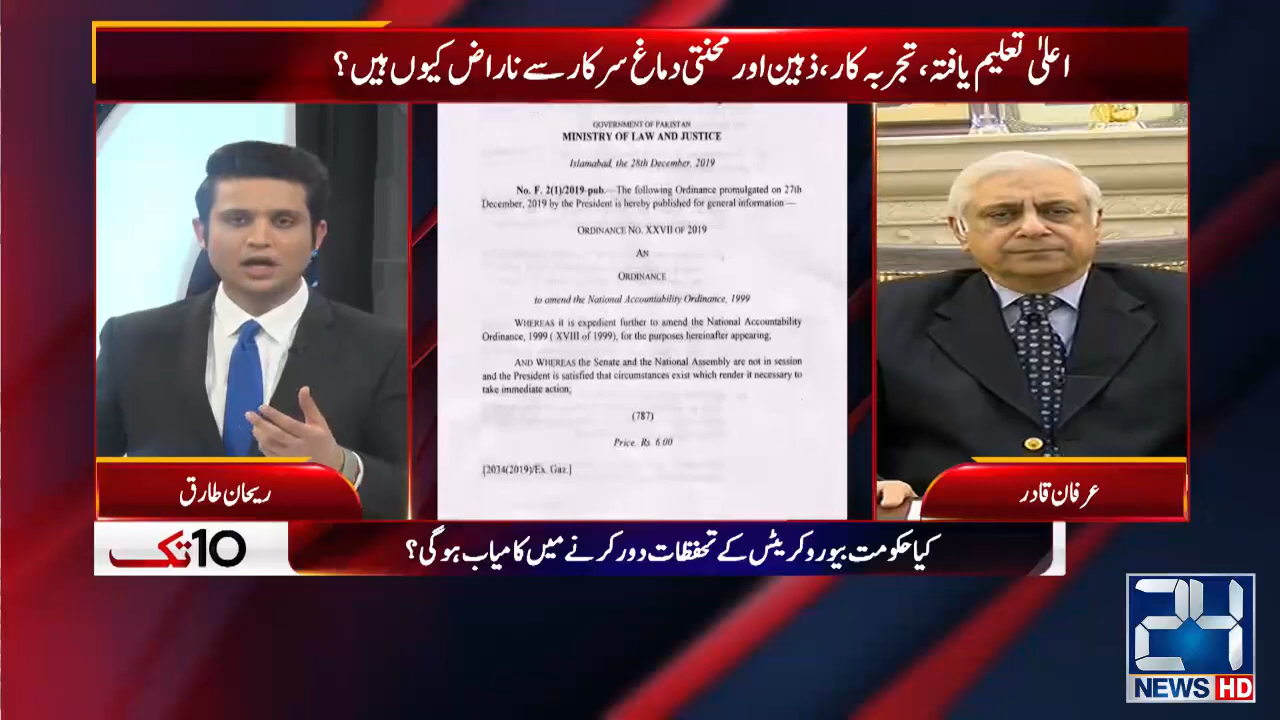 اعلیٰ تعلیم یافتہ، تجربہ کار، ذہین اور محنتی دماغ سرکار سے ناراض کیوں ہیں؟
GOVERNMENT OF PAKISTAN
MINISTRY OF LAW AND JUSTICE
Islamabad, the 28th December, 2019
No. F. 2(1)/2019-pub.—The following Ordinance promulgated on 27th
December, 2019 by the President is hereby published for general information —
ORDINANCE NO. XXVII OF 2019
AN
ORDINANCE
to amend the National Accountability Ordinance, 1999
WHEREAS it is expedient further to amend the National Accountability
Ordinance, 1999 ( XVIII of 1999), for the purposes hereinafter appearing;
AND WHEREAS the Senate and the National Assembly are not in session
and the President is satisfied that circumstances exist which render it necessary to
take immediate action;
(787)
Price. Rs. 6.00
[2034(2019)/Ex. Gaz.]
ریحان طارق
عرفان قادر
10 تک
کیا حکومت بیوروکریٹس کے تحفظات دور کرنے میں کامیاب ہوگی؟
24
NEWS HD